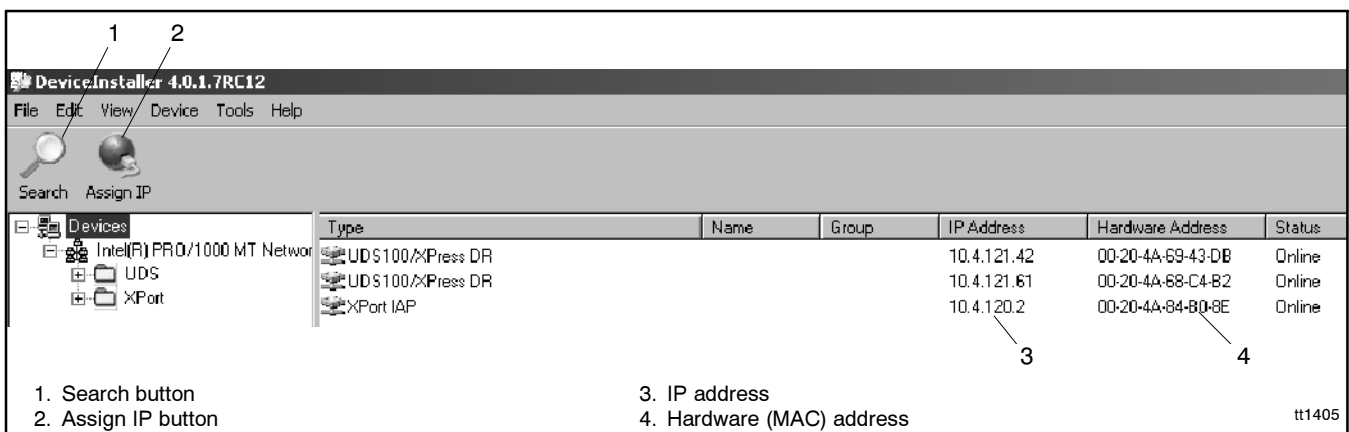 1 2
DeviceInstaller 4.0.1.7RC12
File Edit View Device Tools Help
Search Assign IP
Devices
Intel(R) PRO/1000 MT Networ
UDS
XPort
Type Name Group IP Address Hardware Address Status
UDS100/XPress DR 10.4.121.42 00-20-4A-69-43-DB Online
UDS100/XPress DR 10.4.121.61 00-20-4A-68-C4-B2 Online
XPort IAP 10.4.120.2 00-20-4A-84-B0-8E Online
3 4
1. Search button
2. Assign IP button
3. IP address
4. Hardware (MAC) address
tt1405